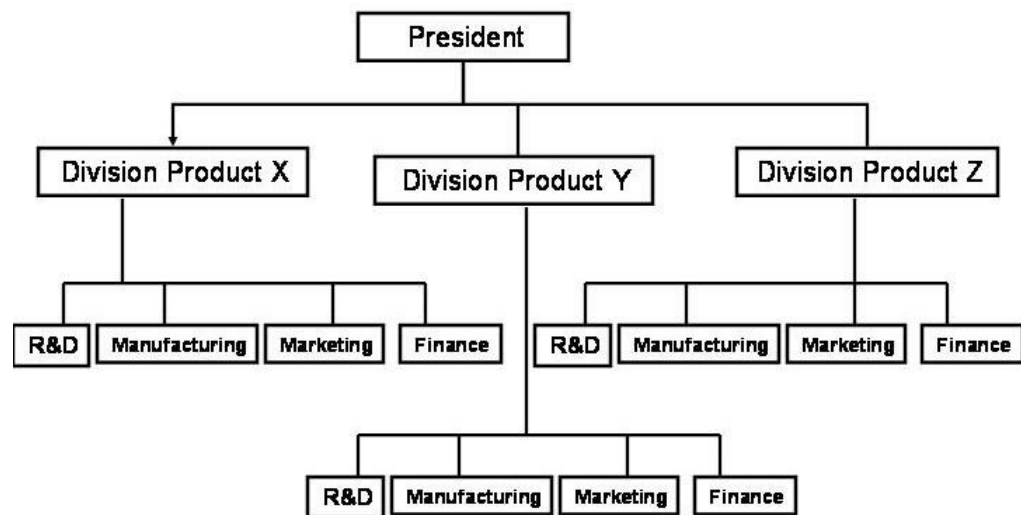 President
Division Product X
Division Product Y
Division Product Z
R&D
Manufacturing
Marketing
Finance
R&D
Manufacturing
Marketing
Finance
R&D
Manufacturing
Marketing
Finance